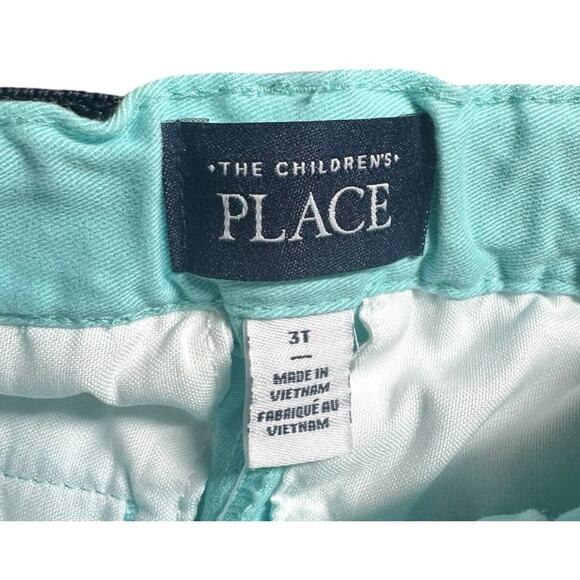 •THE CHILDREN'S•
PLACE
3T
—
MADE IN
VIETNAM
FABRIQUÉ AU
VIETNAM